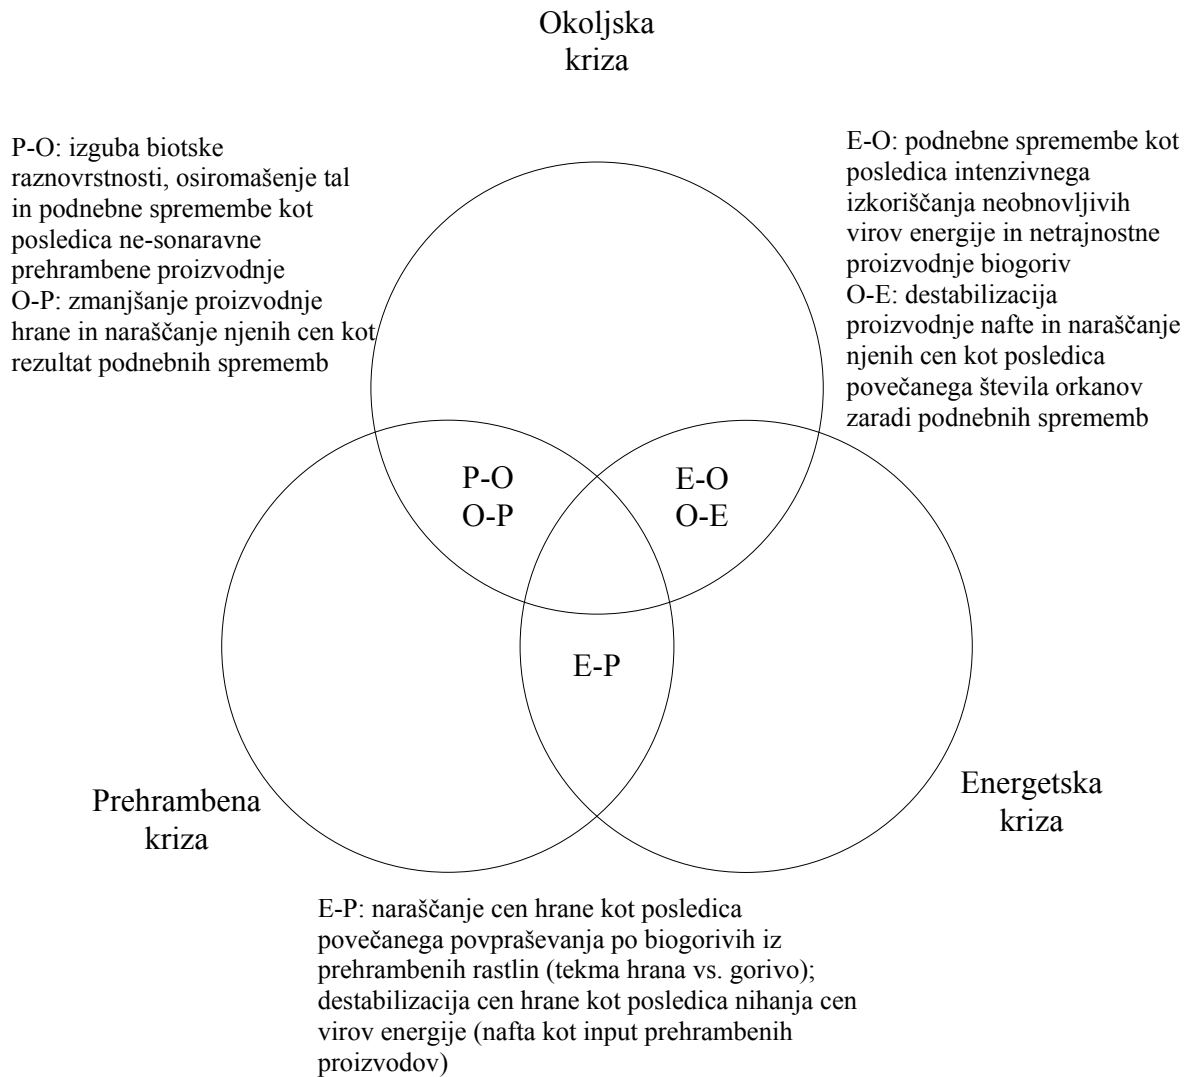 Okoljska
kriza
P-O: izguba biotske
raznovrstnosti, osiromašenje tal
in podnebne spremembe kot
posledica ne-sonaravne
prehrambene proizvodnje
O-P: zmanjšanje proizvodnje
hrane in naraščanje njenih cen kot
rezultat podnebnih sprememb
E-O: podnebne spremembe kot
posledica intenzivnega
izkoriščanja neobnovljivih
virov energije in netrajnostne
proizvodnje biogoriv
O-E: destabilizacija
proizvodnje nafte in naraščanje
njenih cen kot posledica
povečanega števila orkanov
zaradi podnebnih sprememb
P-O
O-P
E-O
O-E
E-P
Prehrambena
kriza
Energetska
kriza
E-P: naraščanje cen hrane kot posledica
povečanega povpraševanja po biogorivih iz
prehrambenih rastlin (tekma hrana vs. gorivo);
destabilizacija cen hrane kot posledica nihanja cen
virov energije (nafta kot input prehrambenih
proizvodov)